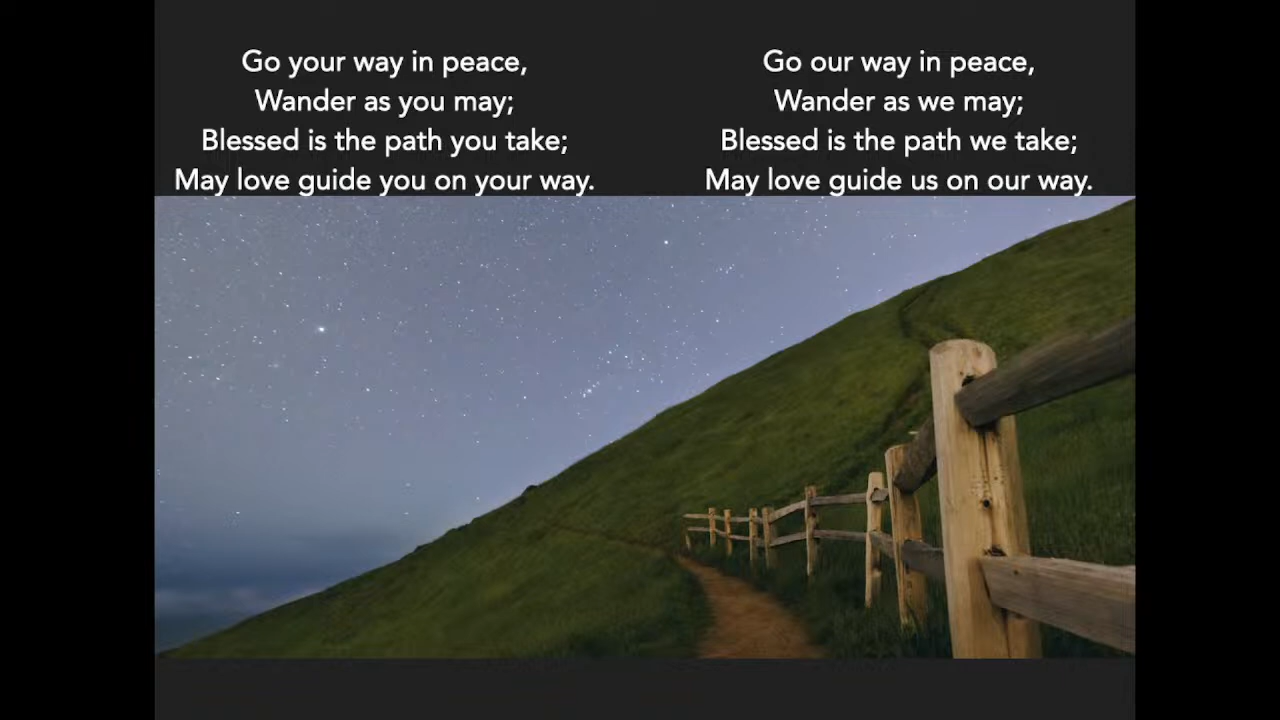 Go your way in peace,
Wander as you may;
Blessed is the path you take;
May love guide you on your way.
Go our way in peace,
Wander as we may;
Blessed is the path we take;
May love guide us on our way.